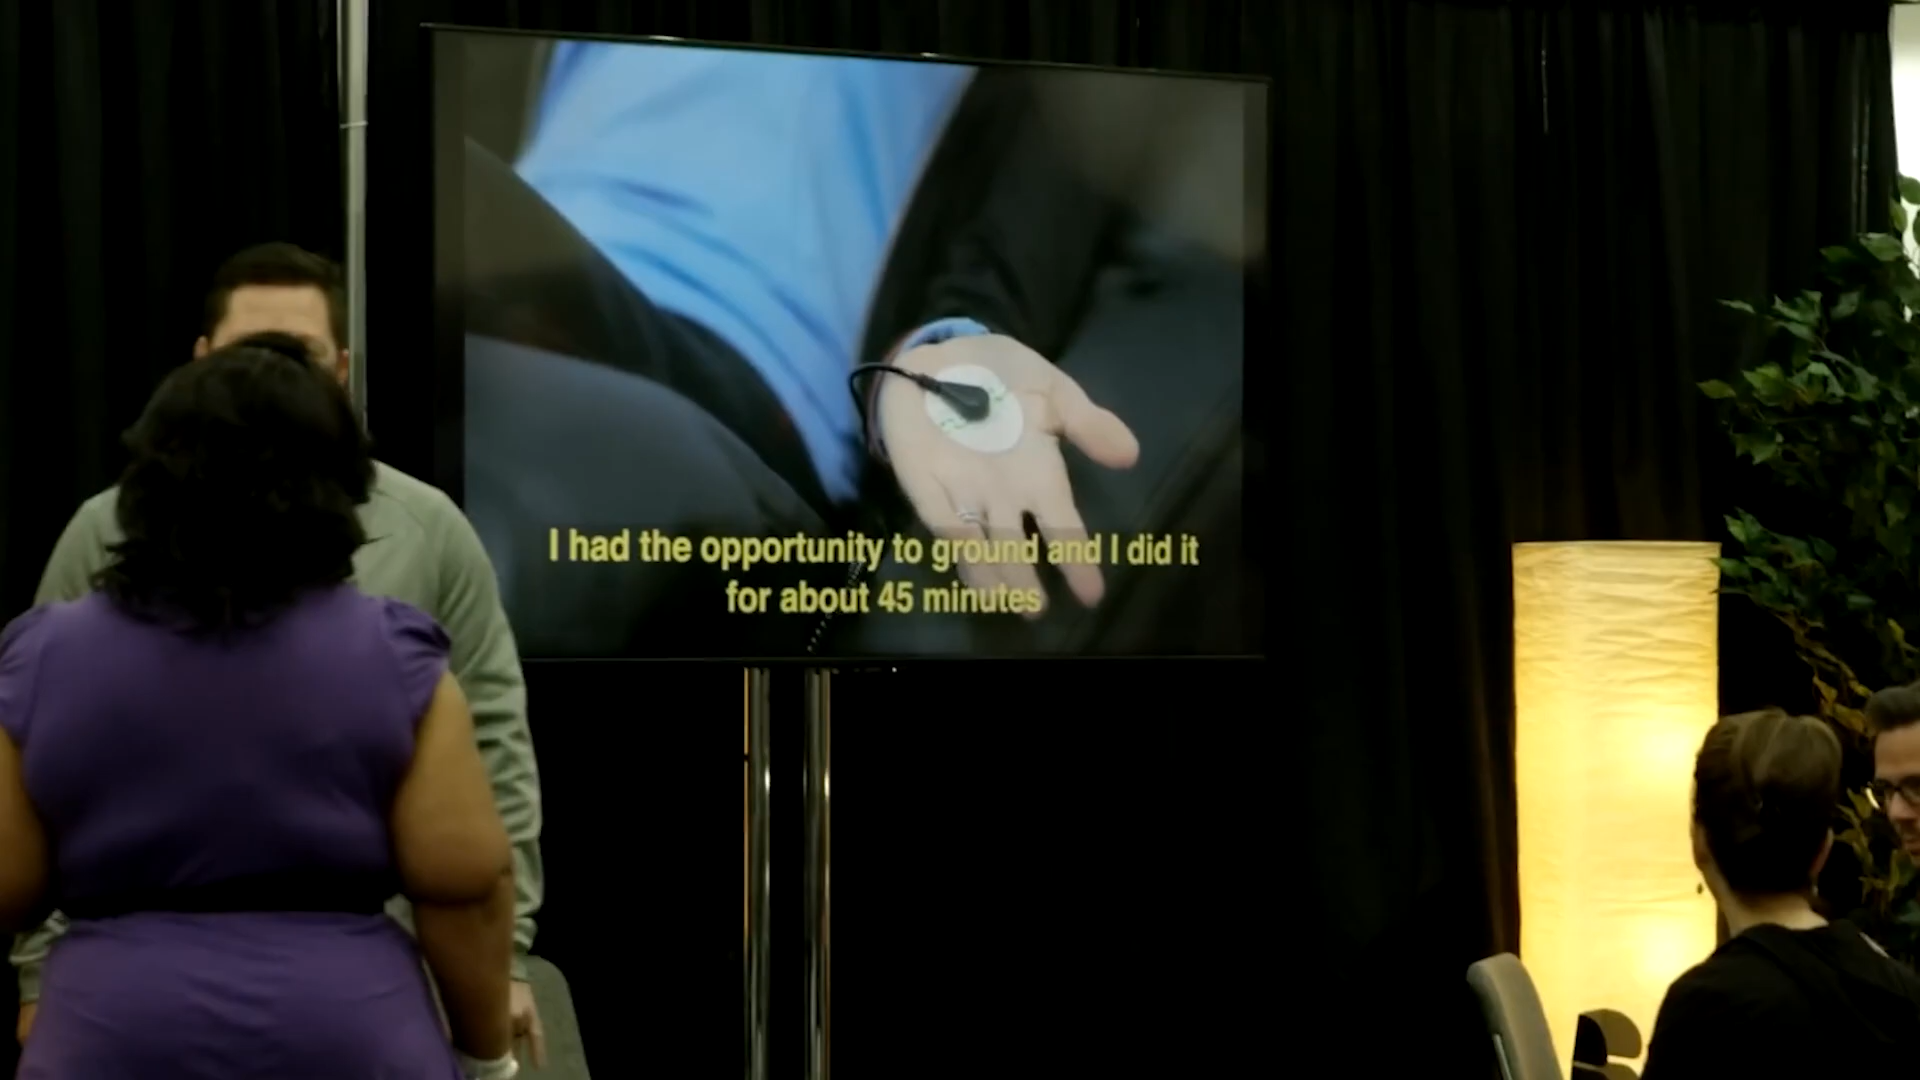 I had the opportunity to ground and I did it
for about 45 minutes